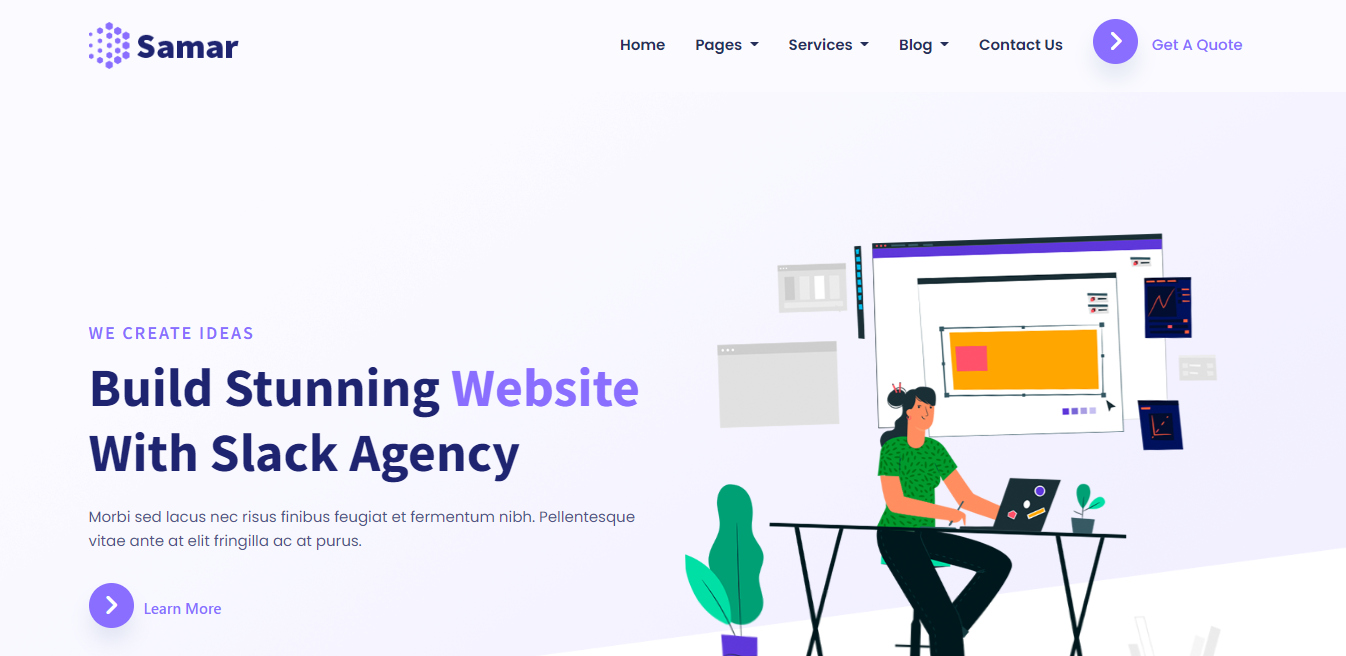 Samar
Home Pages Services Blog Contact Us Get A Quote
WE CREATE IDEAS
Build Stunning Website
With Slack Agency
Morbi sed lacus nec risus finibus feugiat et fermentum nibh. Pellentesque
vitae ante at elit fringilla ac at purus.
Learn More